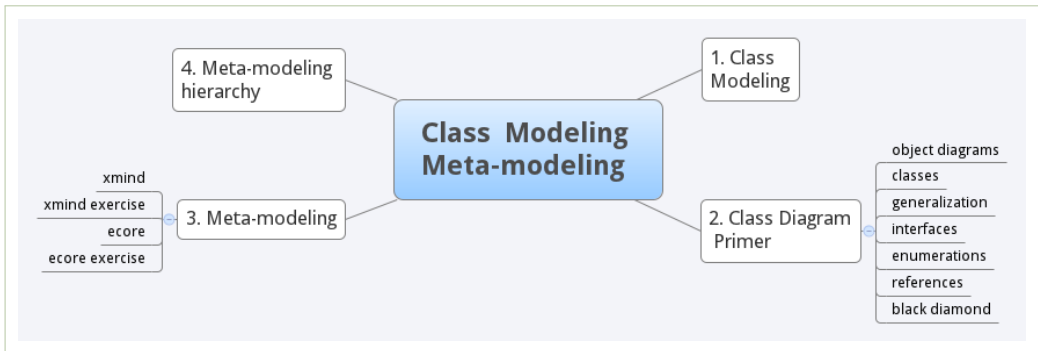 Class Modeling
Meta-modeling
1. Class
Modeling
2. Class Diagram
Primer
object diagrams
classes
generalization
interfaces
enumerations
references
black diamond
3. Meta-modeling
xmind
xmind exercise
ecore
ecore exercise
4. Meta-modeling
hierarchy